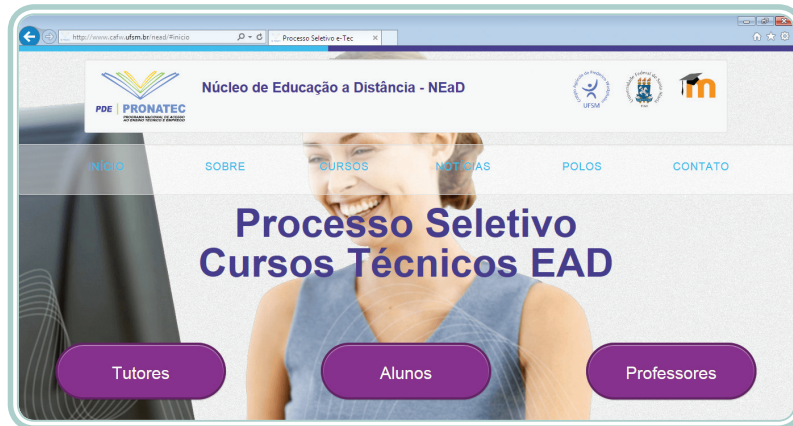 http://www.cafw.ufsm.br/nead/#inicio
Processo Seletivo e-Tec
Núcleo de Educação a Distância - NEaD
PDE
PRONATEC
PROGRAMA NACIONAL DE ACESSO
AO ENSINO TÉCNICO E EMPREGO
UFSM
m
INÍCIO
SOBRE
CURSOS
NOTÍCIAS
POLOS
CONTATO
Processo Seletivo
Cursos Técnicos EAD
Tutores
Alunos
Professores